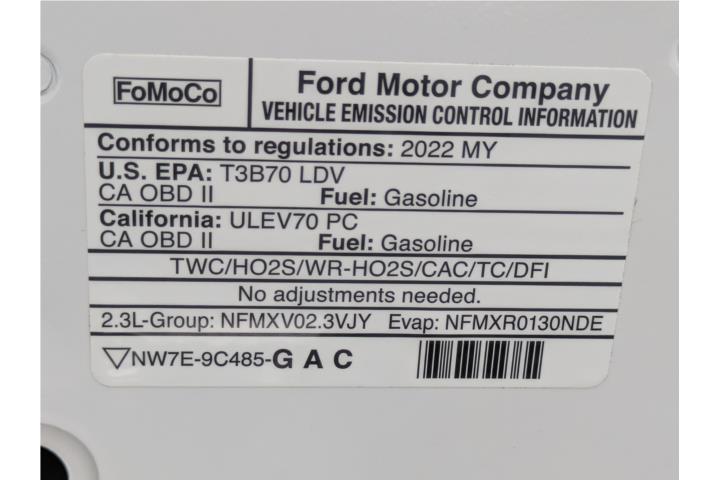 FoMoCo
Ford Motor Company
VEHICLE EMISSION CONTROL INFORMATION
Conforms to regulations: 2022 MY
U.S. EPA: T3B70 LDV
CA OBD II Fuel: Gasoline
California: ULEV70 PC
CA OBD II Fuel: Gasoline
TWC/HO2S/WR-HO2S/CAC/TC/DFI
No adjustments needed.
2.3L-Group: NFMXV02.3VJY Evap: NFMXR0130NDE
NW7E-9C485-G A C